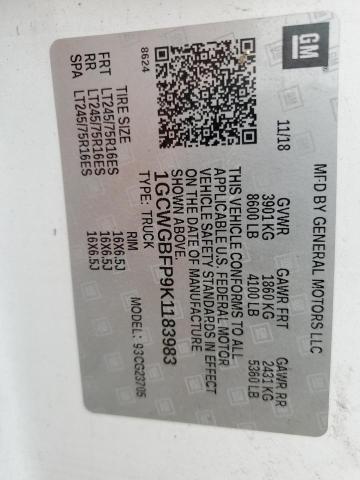 GM
MFD BY GENERAL MOTORS LLC
11/18 GVWR GAWR FRT GAWR RR
3901 KG 1860 KG 2431 KG
8600 LB 4100 LB 5360 LB
THIS VEHICLE CONFORMS TO ALL
APPLICABLE U.S. FEDERAL MOTOR
VEHICLE SAFETY STANDARDS IN EFFECT
ON THE DATE OF MANUFACTURE
SHOWN ABOVE.
1GCWGBFP9K1183983
TYPE: TRUCK MODEL: 93CG23705
8624
TIRE SIZE RIM
FRT LT245/75R16ES 16X6.5J
RR LT245/75R16ES 16X6.5J
SPA LT245/75R16ES 16X6.5J